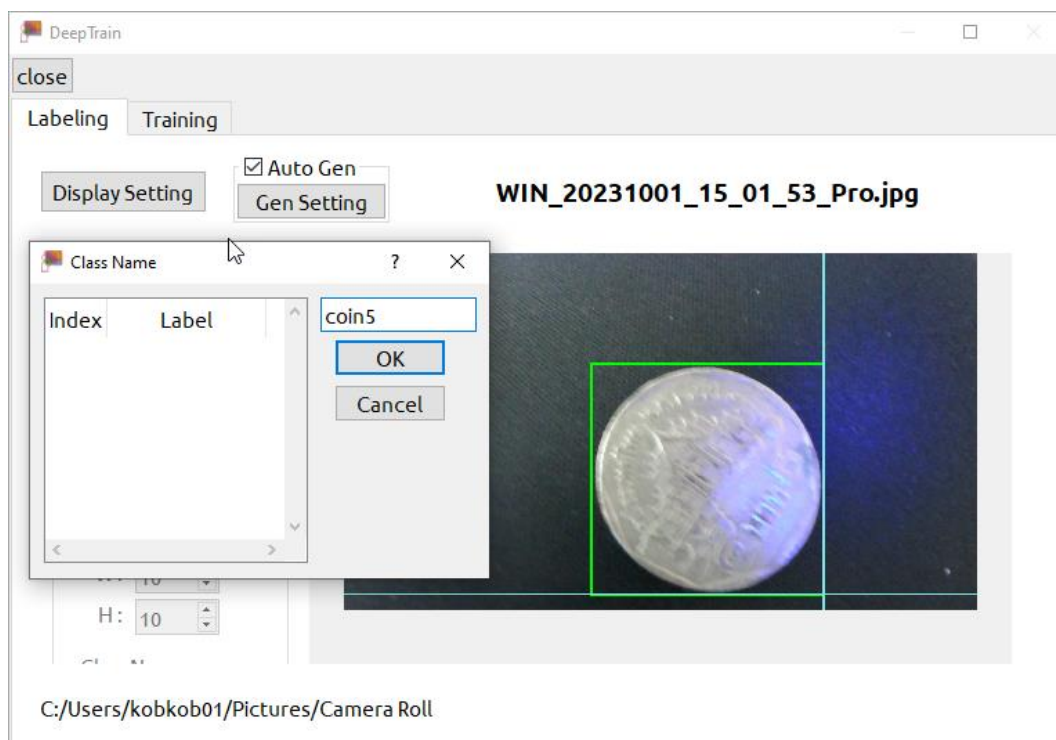 DeepTrain
close
Labeling Training
Display Setting
Auto Gen
Gen Setting
WIN_20231001_15_01_53_Pro.jpg
Class Name ?
Index Label
coin5
OK
Cancel
10
H: 10
C:/Users/kobkob01/Pictures/Camera Roll